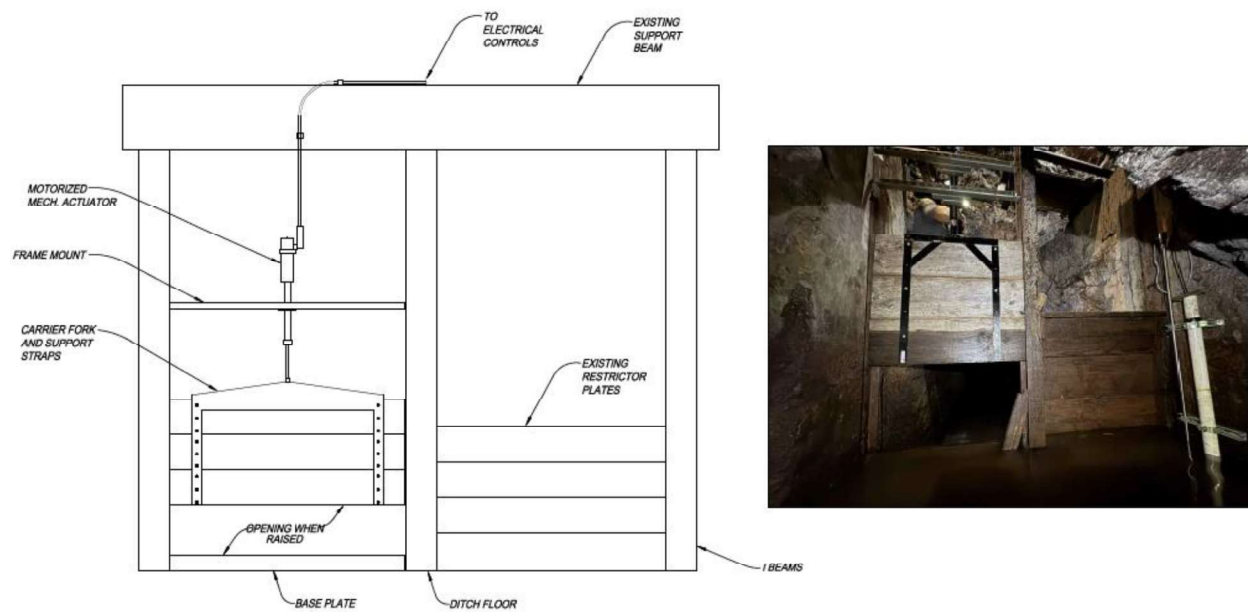 TO
ELECTRICAL
CONTROLS
EXISTING
SUPPORT
BEAM
MOTORIZED
MECH. ACTUATOR
FRAME MOUNT
CARRIER FORK
AND SUPPORT
STRAPS
EXISTING
RESTRICTOR
PLATES
OPENING WHEN
RAISED
I BEAMS
BASE PLATE
DITCH FLOOR